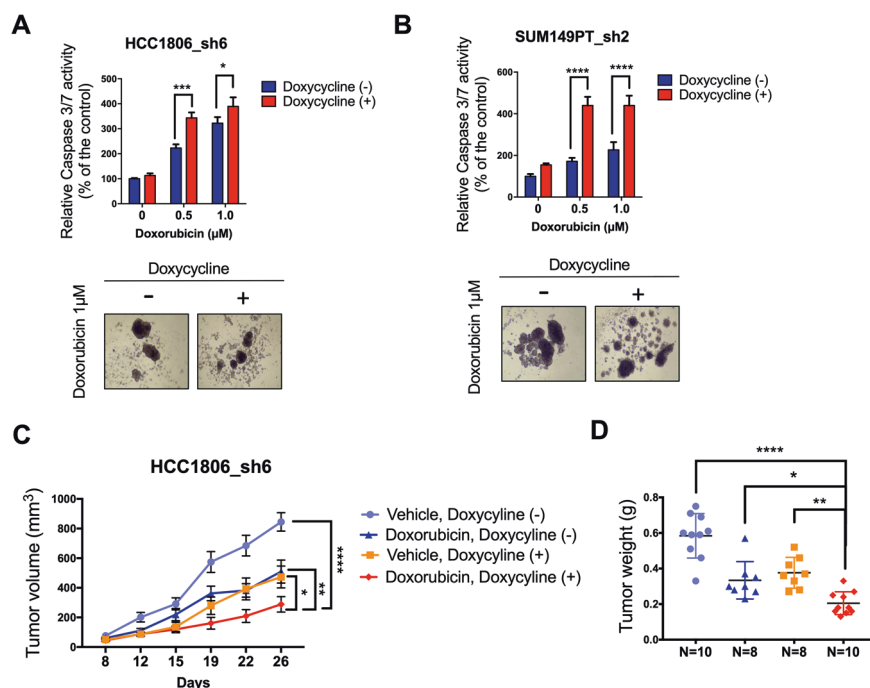 A
HCC1806_sh6
Relative Caspase 3/7 activity
(% of the control)
500
400
300
200
100
0
***
*
Doxycycline (-)
Doxycycline (+)
0 0.5 1.0
Doxorubicin (µM)
Doxycycline
- +
Doxorubicin 1µM
B
SUM149PT_sh2
Relative Caspase 3/7 activity
(% of the control)
600
400
200
0
****
****
Doxycycline (-)
Doxycycline (+)
0 0.5 1.0
Doxorubicin (µM)
Doxycycline
- +
Doxorubicin 1µM
C
HCC1806_sh6
Tumor volume (mm³)
1000
800
600
400
200
0
8 12 15 19 22 26
Days
*
**
****
Vehicle, Doxycyline (-)
Doxorubicin, Doxycyline (-)
Vehicle, Doxycyline (+)
Doxorubicin, Doxycyline (+)
D
Tumor weight (g)
0.8
0.6
0.4
0.2
0.0
****
*
**
N=10 N=8 N=8 N=10